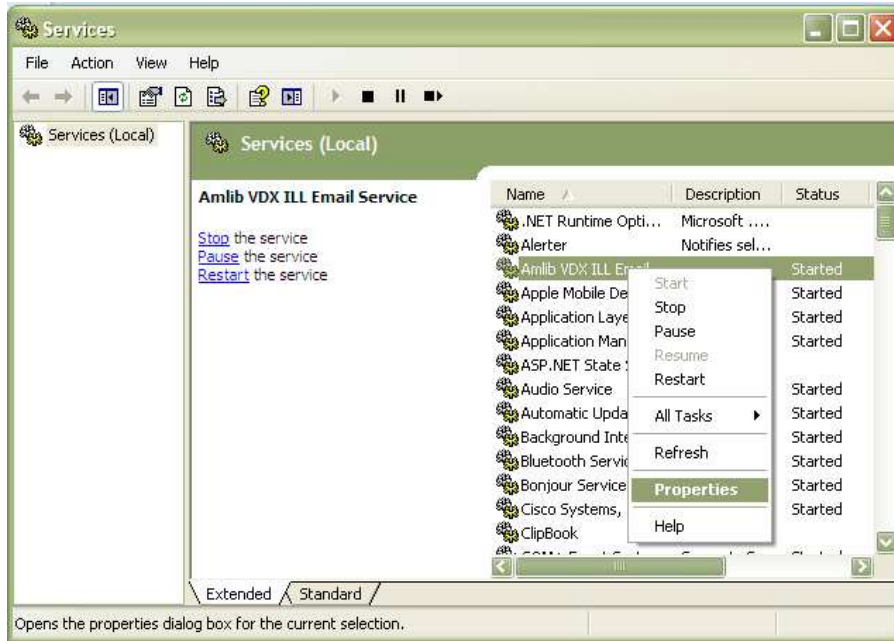 Services
File Action View Help
Services (Local)
Services (Local)
Amlib VDX ILL Email Service
Stop the service
Pause the service
Restart the service
Name Description Status
.NET Runtime Opti... Microsoft ....
Alerter Notifies sel...
Amlib VDX ILL Email Started
Apple Mobile De Started
Application Laye Started
Application Man Started
ASP.NET State S
Audio Service Started
Automatic Upda Started
Background Inte Started
Bluetooth Servic Started
Bonjour Service Started
Cisco Systems, Started
ClipBook
Start
Stop
Pause
Resume
Restart
All Tasks
Refresh
Properties
Help
Extended Standard
Opens the properties dialog box for the current selection.